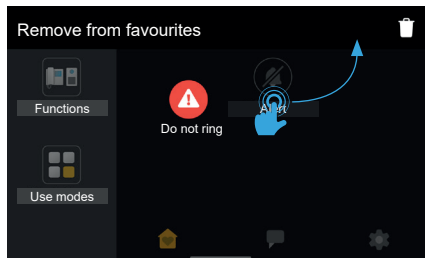 Remove from favourites
Functions
Alert
Do not ring
Use modes